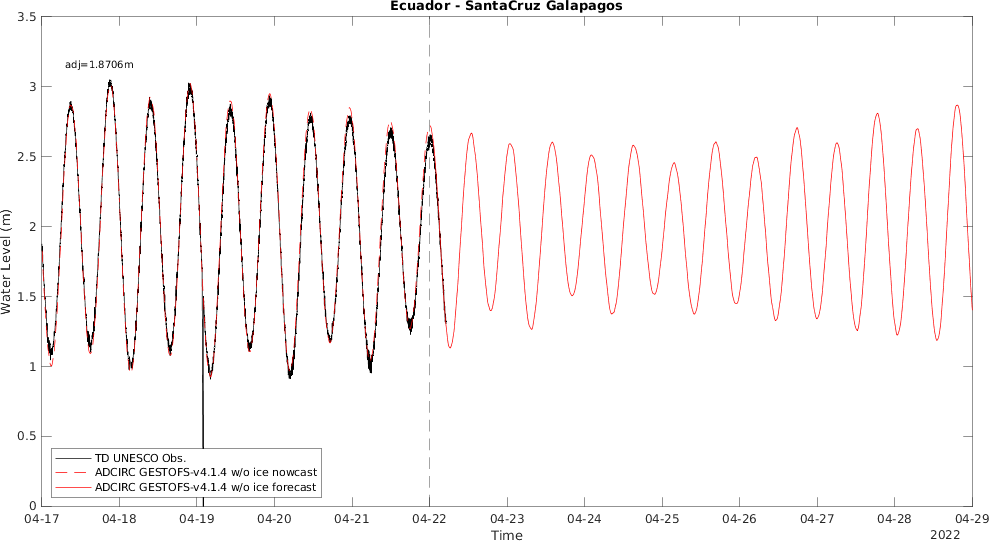 Ecuador - SantaCruz Galapagos
adj=1.8706m
Water Level (m)
3.5
3
2.5
2
1.5
1
0.5
0
TD UNESCO Obs.
ADCIRC GESTOFS-v4.1.4 w/o ice nowcast
ADCIRC GESTOFS-v4.1.4 w/o ice forecast
04-17 04-18 04-19 04-20 04-21 04-22 04-23 04-24 04-25 04-26 04-27 04-28 04-29
Time
2022